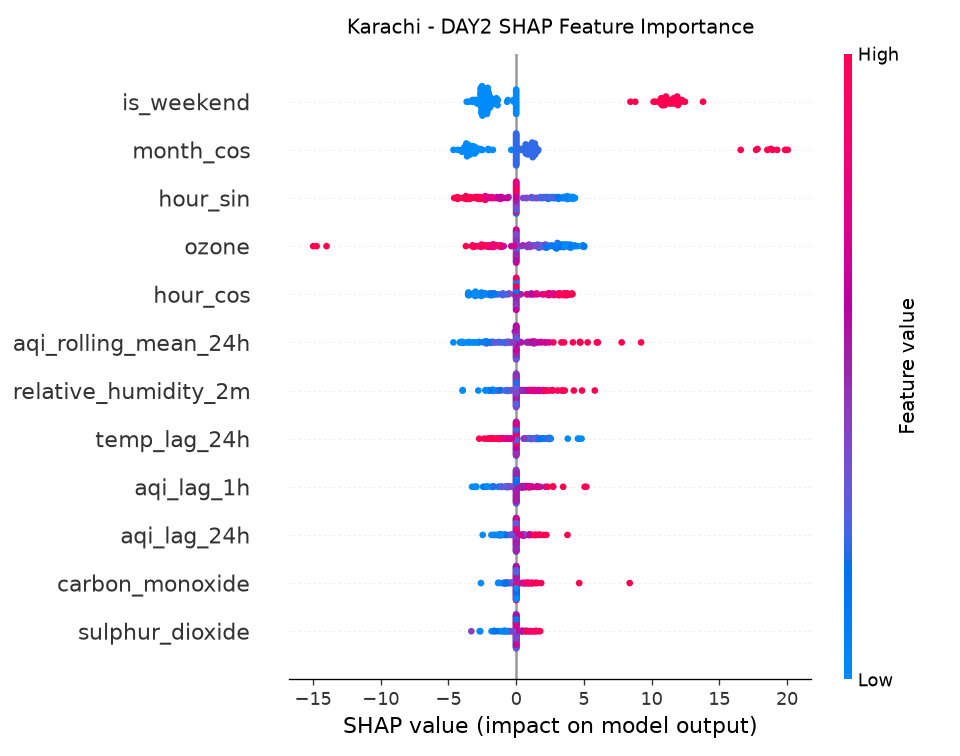 Karachi - DAY2 SHAP Feature Importance
High
is_weekend
month_cos
hour_sin
ozone
hour_cos
aqi_rolling_mean_24h
relative_humidity_2m
temp_lag_24h
aqi_lag_1h
aqi_lag_24h
carbon_monoxide
sulphur_dioxide
Feature value
Low
−15 −10 −5 0 5 10 15 20
SHAP value (impact on model output)